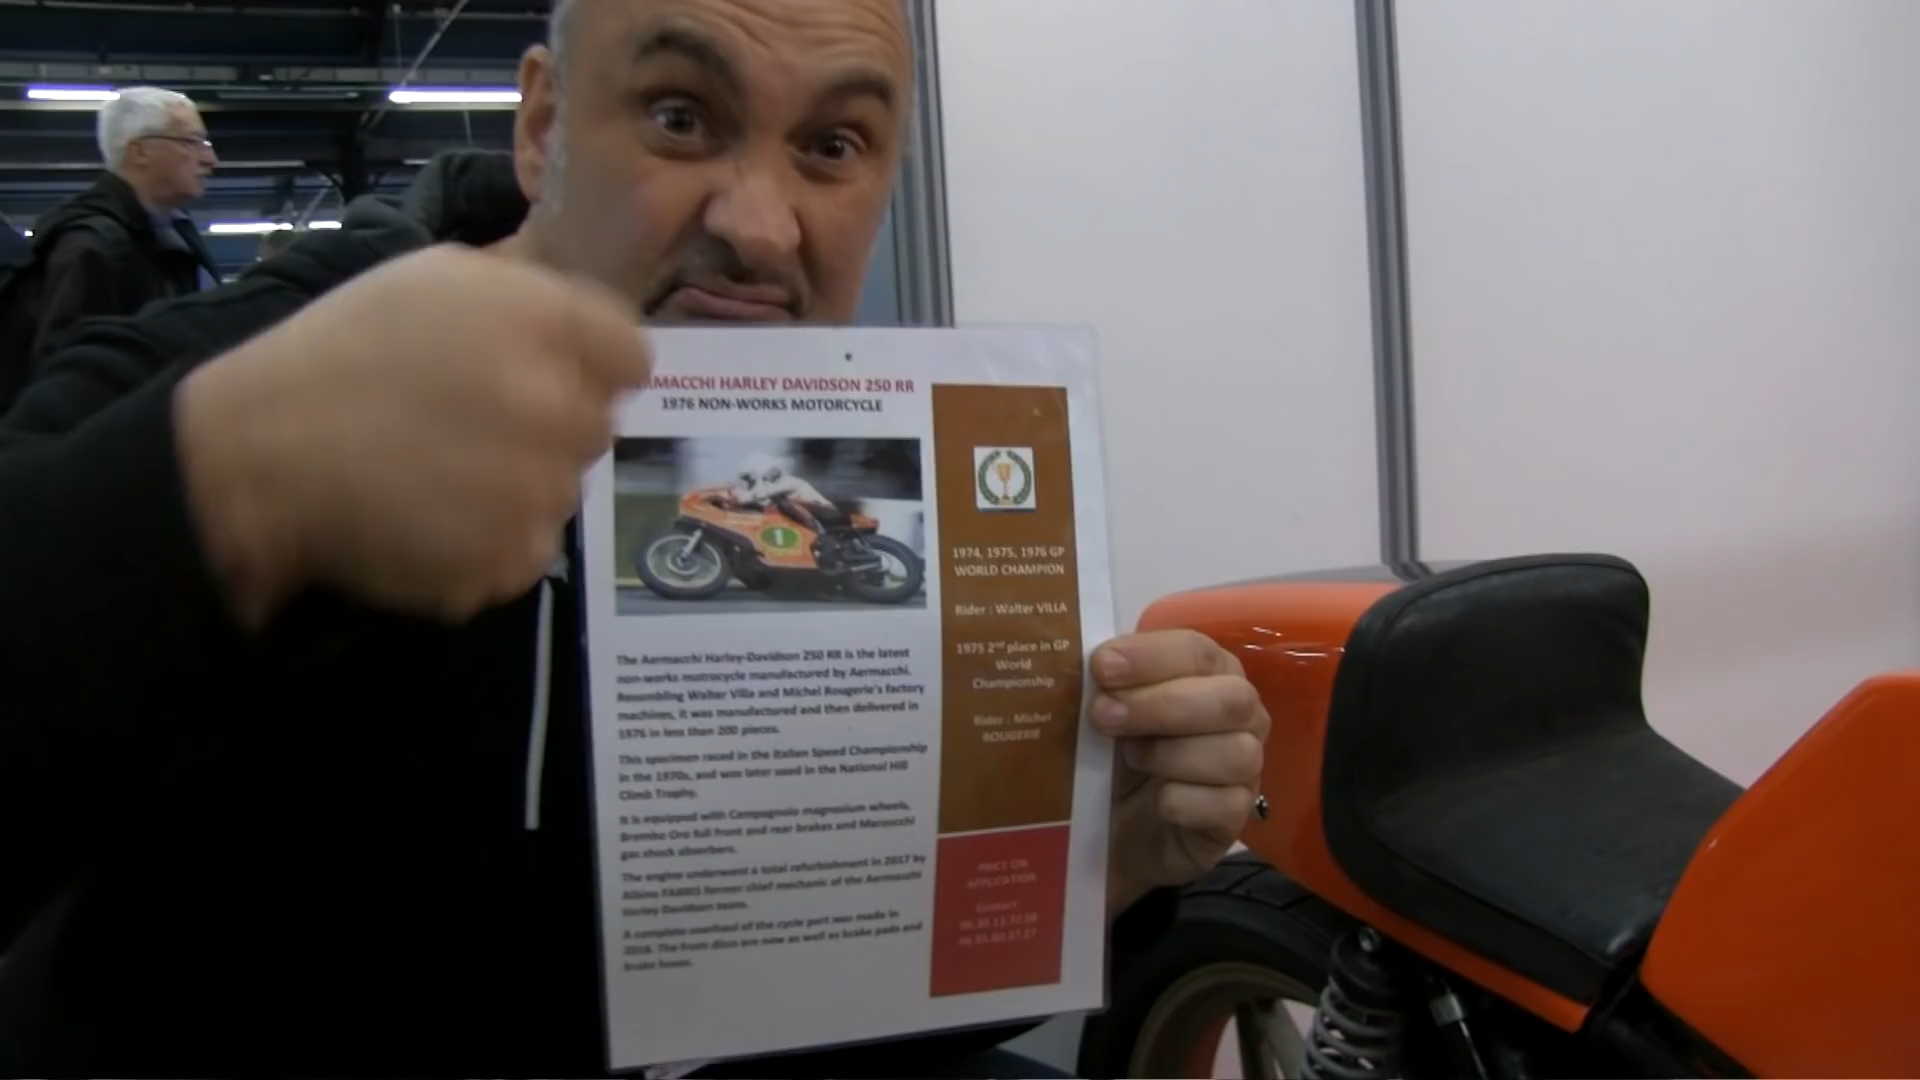 ERMACCHI HARLEY DAVIDSON 250 RR
1976 NON-WORKS MOTORCYCLE
1
The Aermacchi Harley-Davidson 250 RR is the latest
non-works motrocycle manufactured by Aermacchi.
Resembling Walter Villa and Michel Rougerie's factory
machines, it was manufactured and then delivered in
1976 in less than 200 pieces.
This specimen raced in the Italian Speed Championship
in the 1970s, and was later used in the National Hill
Climb Trophy.
It is equipped with Campagnolo magnesium wheels,
Brembo Oro full front and rear brakes and Marzocchi
gas shock absorbers.
The engine underwent a total refurbishment in 2017 by
Albino FABRIS former chief mechanic of the Aermacchi
Harley Davidson team.
A complete overhaul of the cycle part was made in
2018. The front discs are new as well as brake pads and
brake hoses.
1974, 1975, 1976 GP
WORLD CHAMPION
Rider : Walter VILLA
1975 2nd place in GP
World
Championship
Rider : Michel
ROUGERIE
PRICE ON
APPLICATION
Contact :